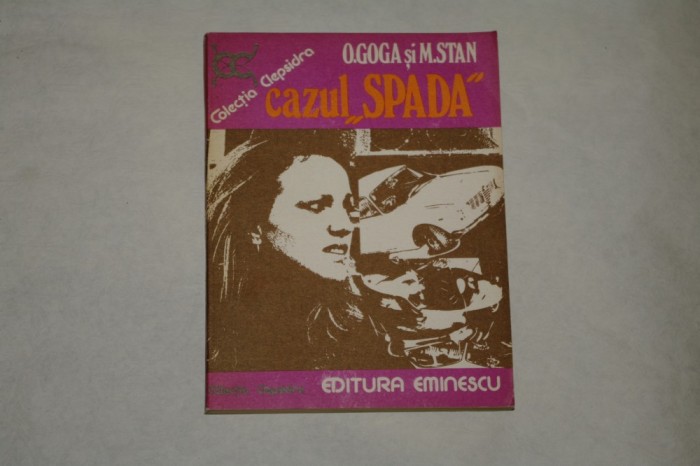 O.GOGA și M.STAN
Colecția Clepsidra
cazul „SPADA"
EDITURA EMINESCU